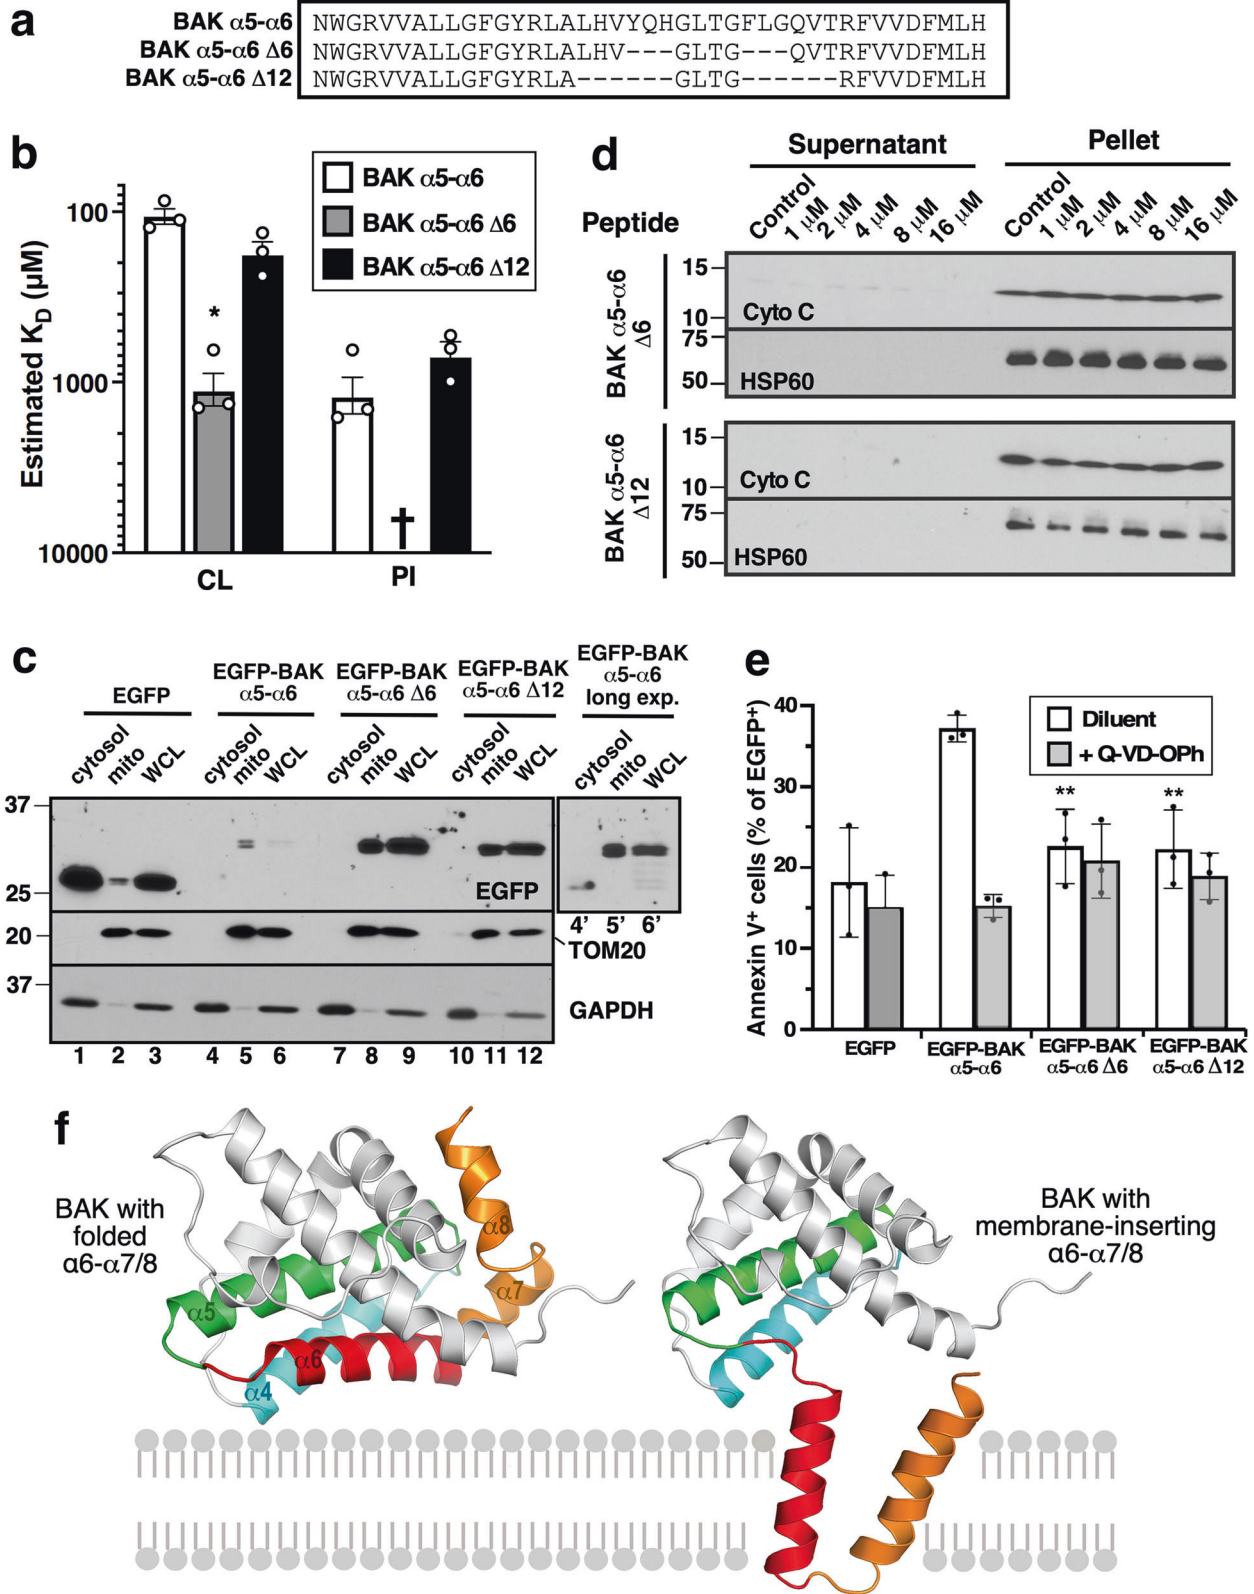 a
BAK α5-α6 NWGRVVALLGFGYRLALHVYQHGLTGFLGQVTRFVVDFMLH
BAK α5-α6 Δ6 NWGRVVALLGFGYRLALHV---GLTG---QVTRFVVDFMLH
BAK α5-α6 Δ12 NWGRVVALLGFGYRLA------GLTG------RFVVDFMLH
b
BAK α5-α6
BAK α5-α6 Δ6
BAK α5-α6 Δ12
Estimated KD (µM)
100
1000
10000
*
†
CL PI
d
Supernatant Pellet
Peptide
Control 1 µM 2 µM 4 µM 8 µM 16 µM Control 1 µM 2 µM 4 µM 8 µM 16 µM
BAK α5-α6
Δ6
15
10
Cyto C
75
50
HSP60
BAK α5-α6
Δ12
15
10
Cyto C
75
50
HSP60
c
EGFP
EGFP-BAK
α5-α6
EGFP-BAK
α5-α6 Δ6
EGFP-BAK
α5-α6 Δ12
EGFP-BAK
α5-α6
long exp.
cytosol mito WCL cytosol mito WCL cytosol mito WCL cytosol mito WCL cytosol mito WCL
37
25
EGFP
4’ 5’ 6’
20
TOM20
37
GAPDH
1 2 3 4 5 6 7 8 9 10 11 12
e
Annexin V+ cells (% of EGFP+)
40
30
20
10
0
Diluent
+ Q-VD-OPh
** **
EGFP
EGFP-BAK
α5-α6
EGFP-BAK
α5-α6 Δ6
EGFP-BAK
α5-α6 Δ12
f
BAK with
folded
α6-α7/8
α8
α7
α5
α6
α4
BAK with
membrane-inserting
α6-α7/8